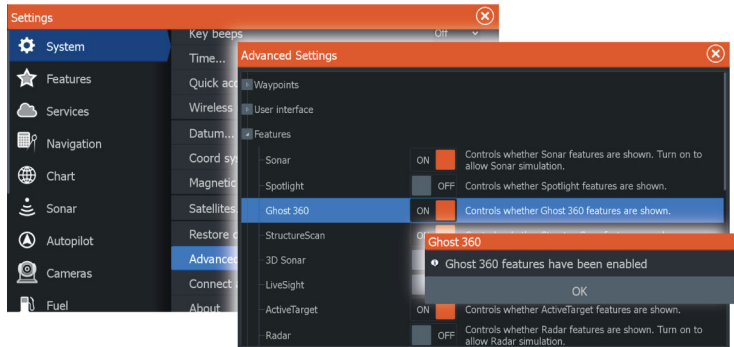 Settings
System
Features
Services
Navigation
Chart
Sonar
Autopilot
Cameras
Fuel
Key beeps Off
Time...
Quick acc
Wireless
Datum...
Coord sy
Magnetic
Satellites
Restore
Advanced
Connect
About
Advanced Settings
Waypoints
User interface
Features
Sonar ON Controls whether Sonar features are shown. Turn on to
allow Sonar simulation.
Spotlight OFF Controls whether Spotlight features are shown.
Ghost 360 ON Controls whether Ghost 360 features are shown.
StructureScan
3D Sonar
LiveSight
ActiveTarget ON Controls whether ActiveTarget features are shown.
Radar OFF Controls whether Radar features are shown. Turn on to
allow Radar simulation.
Ghost 360
Ghost 360 features have been enabled
OK